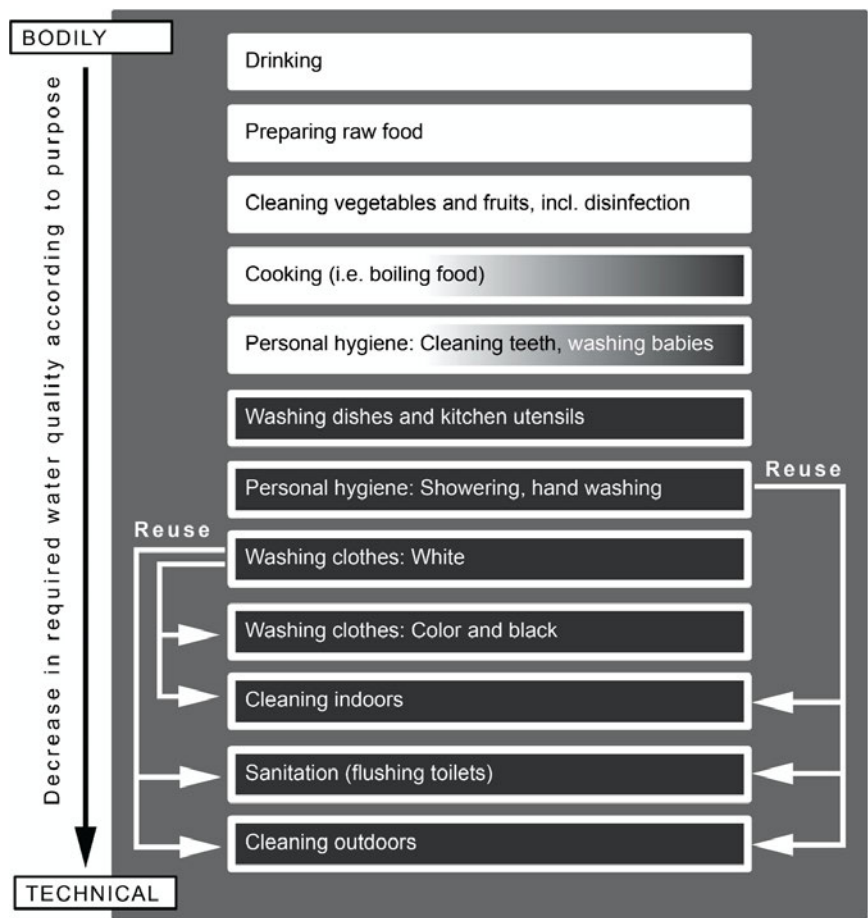 BODILY
Decrease in required water quality according to purpose
Drinking
Preparing raw food
Cleaning vegetables and fruits, incl. disinfection
Cooking (i.e. boiling food)
Personal hygiene: Cleaning teeth, washing babies
Washing dishes and kitchen utensils
Reuse
Personal hygiene: Showering, hand washing
Reuse
Washing clothes: White
Washing clothes: Color and black
Cleaning indoors
Sanitation (flushing toilets)
Cleaning outdoors
TECHNICAL